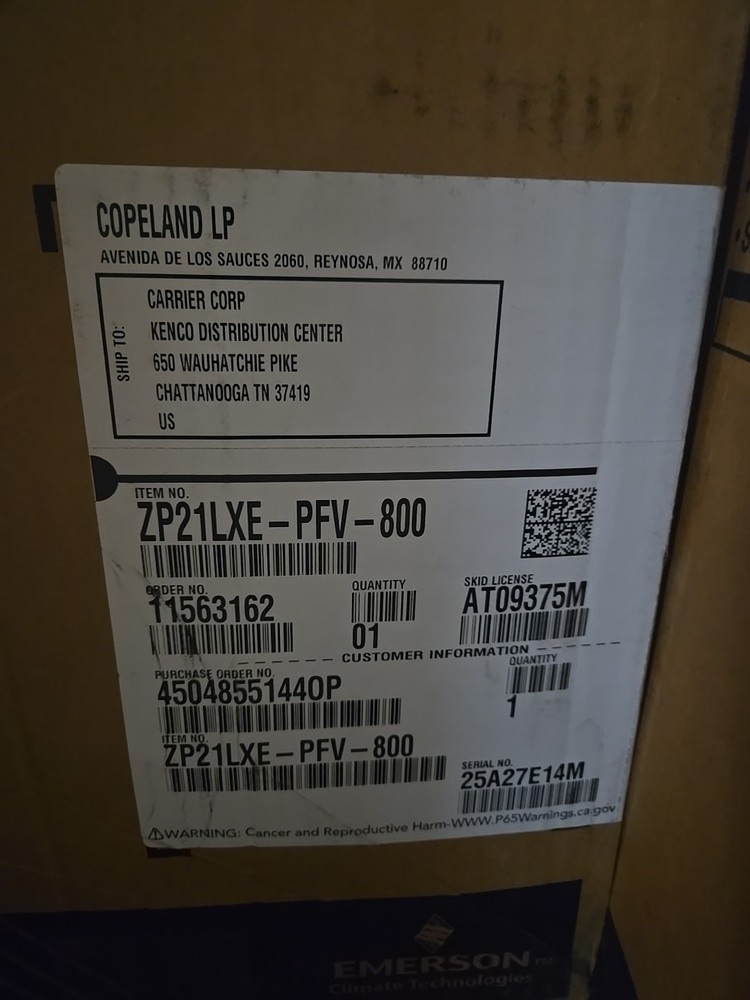 COPELAND LP
AVENIDA DE LOS SAUCES 2060, REYNOSA, MX 88710
SHIP TO:
CARRIER CORP
KENCO DISTRIBUTION CENTER
650 WAUHATCHIE PIKE
CHATTANOOGA TN 37419
US
ITEM NO.
ZP21LXE-PFV-800
ORDER NO.
11563162
QUANTITY
01
SKID LICENSE
AT09375M
CUSTOMER INFORMATION
PURCHASE ORDER NO.
4504855144OP
QUANTITY
1
ITEM NO.
ZP21LXE-PFV-800
SERIAL NO.
25A27E14M
⚠WARNING: Cancer and Reproductive Harm-WWW.P65Warnings.ca.gov
EMERSON™
Climate Technologies